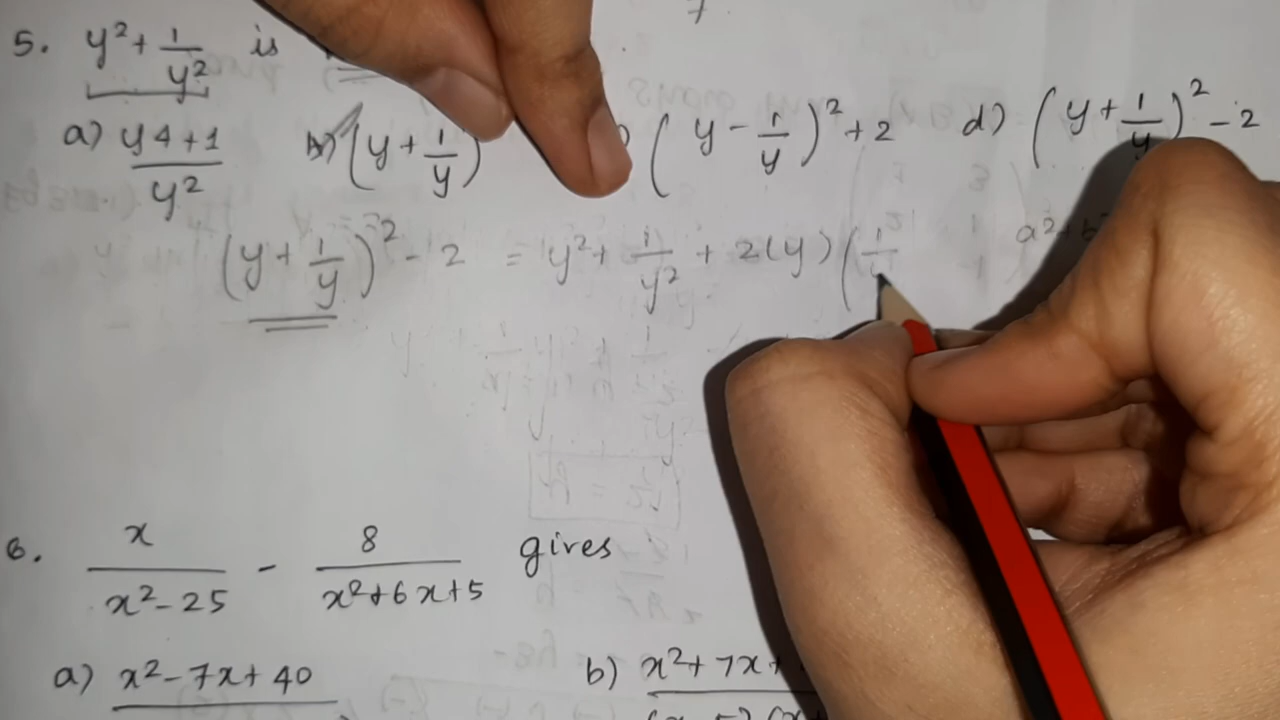 5. y² + 1/y² is
a) y4+1/y² b) (y + 1/y) (y - 1/y)² + 2 d) (y + 1/y)² - 2
(y + 1/y)² - 2 = y² + 1/y² + 2(y)(1/
6. x/x²-25 - 8/x²+6x+5 gives
a) x²-7x+40 b) x²+7x+